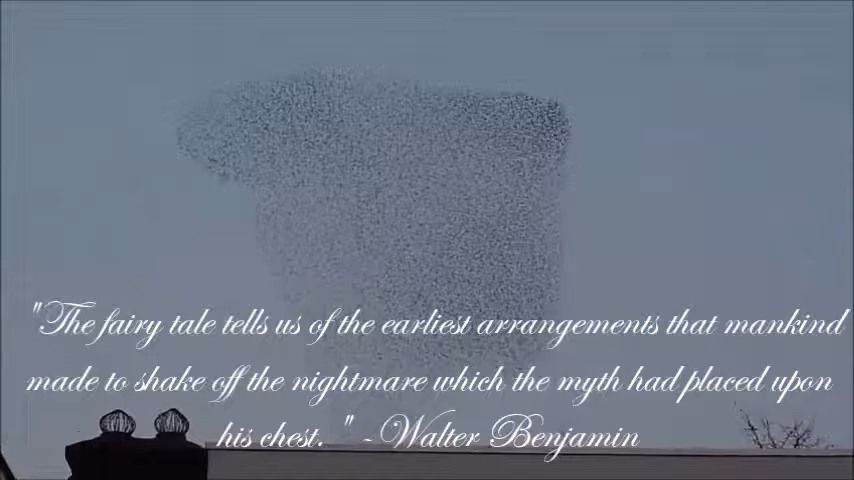 "The fairy tale tells us of the earliest arrangements that mankind
made to shake off the nightmare which the myth had placed upon
his chest. " -Walter Benjamin